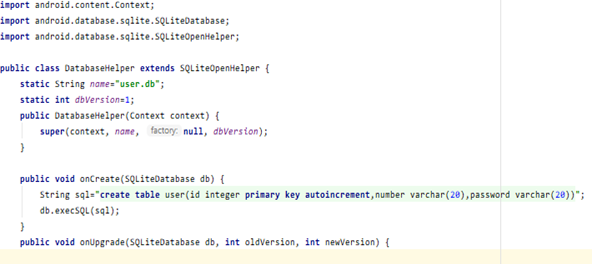 import android.content.Context;
import android.database.sqlite.SQLiteDatabase;
import android.database.sqlite.SQLiteOpenHelper;
public class DatabaseHelper extends SQLiteOpenHelper {
static String name="user.db";
static int dbVersion=1;
public DatabaseHelper(Context context) {
super(context, name, factory: null, dbVersion);
}
public void onCreate(SQLiteDatabase db) {
String sql="create table user(id integer primary key autoincrement,number varchar(20),password varchar(20))";
db.execSQL(sql);
}
public void onUpgrade(SQLiteDatabase db, int oldVersion, int newVersion) {